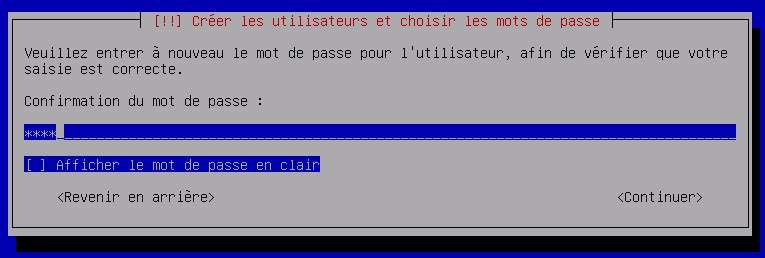 [!!] Créer les utilisateurs et choisir les mots de passe
Veuillez entrer à nouveau le mot de passe pour l'utilisateur, afin de vérifier que votre
saisie est correcte.
Confirmation du mot de passe :
****
[ ] Afficher le mot de passe en clair
<Revenir en arrière> <Continuer>